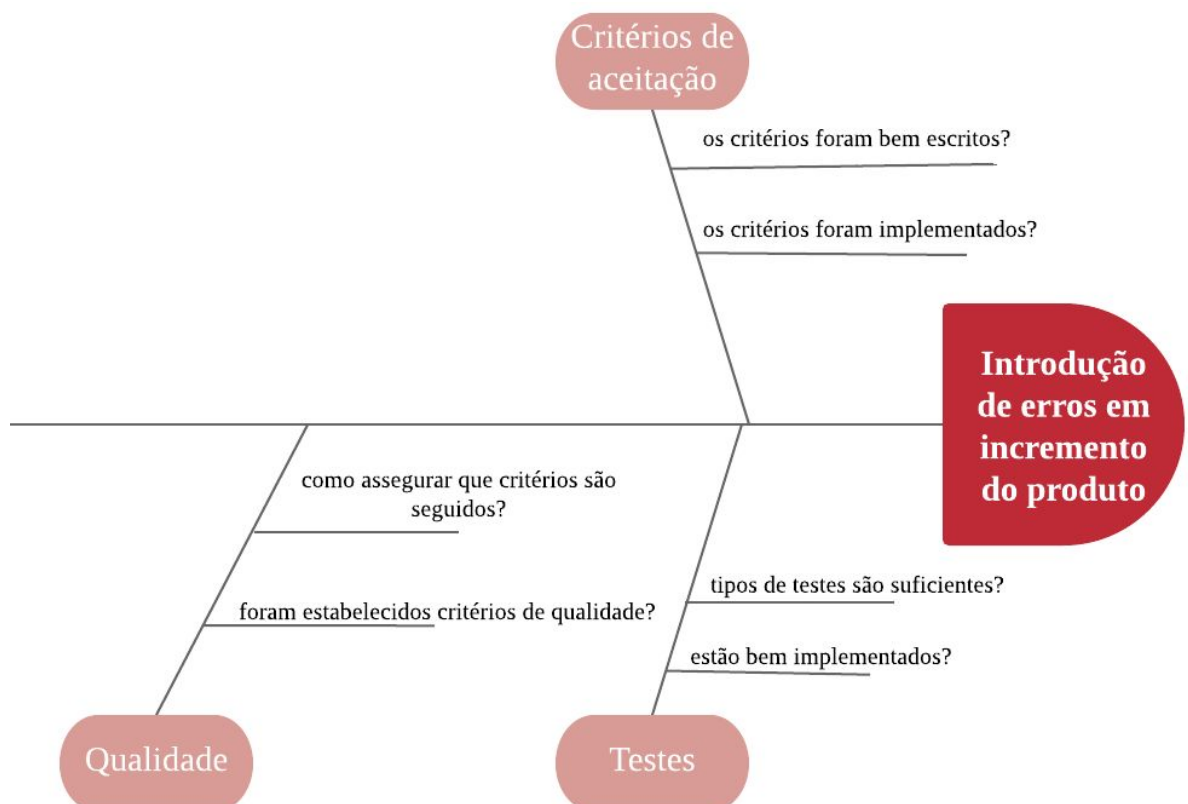 Critérios de
aceitação
os critérios foram bem escritos?
os critérios foram implementados?
Introdução
de erros em
incremento
do produto
como assegurar que critérios são
seguidos?
foram estabelecidos critérios de qualidade?
tipos de testes são suficientes?
estão bem implementados?
Qualidade
Testes